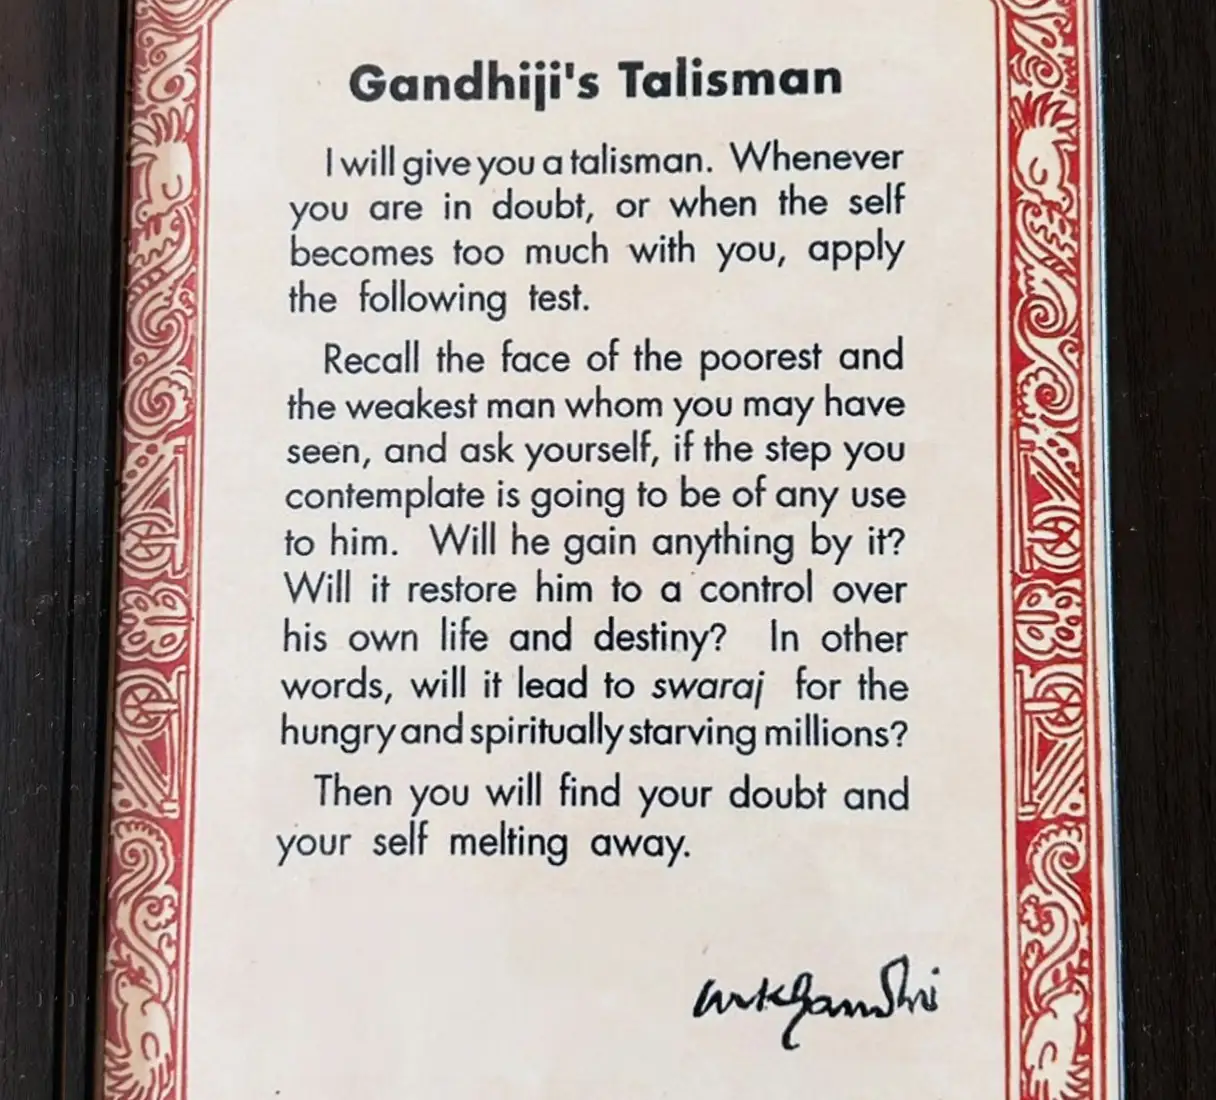 Gandhiji's Talisman
I will give you a talisman. Whenever
you are in doubt, or when the self
becomes too much with you, apply
the following test.
Recall the face of the poorest and
the weakest man whom you may have
seen, and ask yourself, if the step you
contemplate is going to be of any use
to him. Will he gain anything by it?
Will it restore him to a control over
his own life and destiny? In other
words, will it lead to swaraj for the
hungry and spiritually starving millions?
Then you will find your doubt and
your self melting away.
mkgandhi